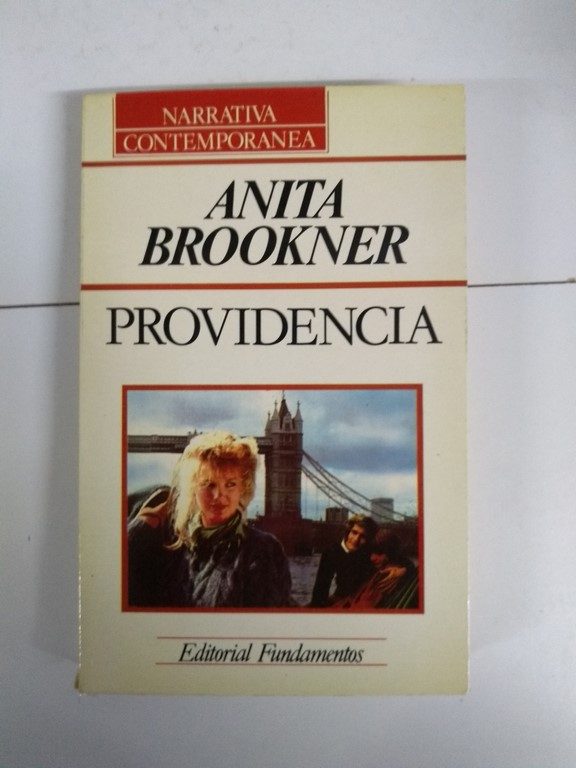 NARRATIVA
CONTEMPORANEA
ANITA
BROOKNER
PROVIDENCIA
Editorial Fundamentos